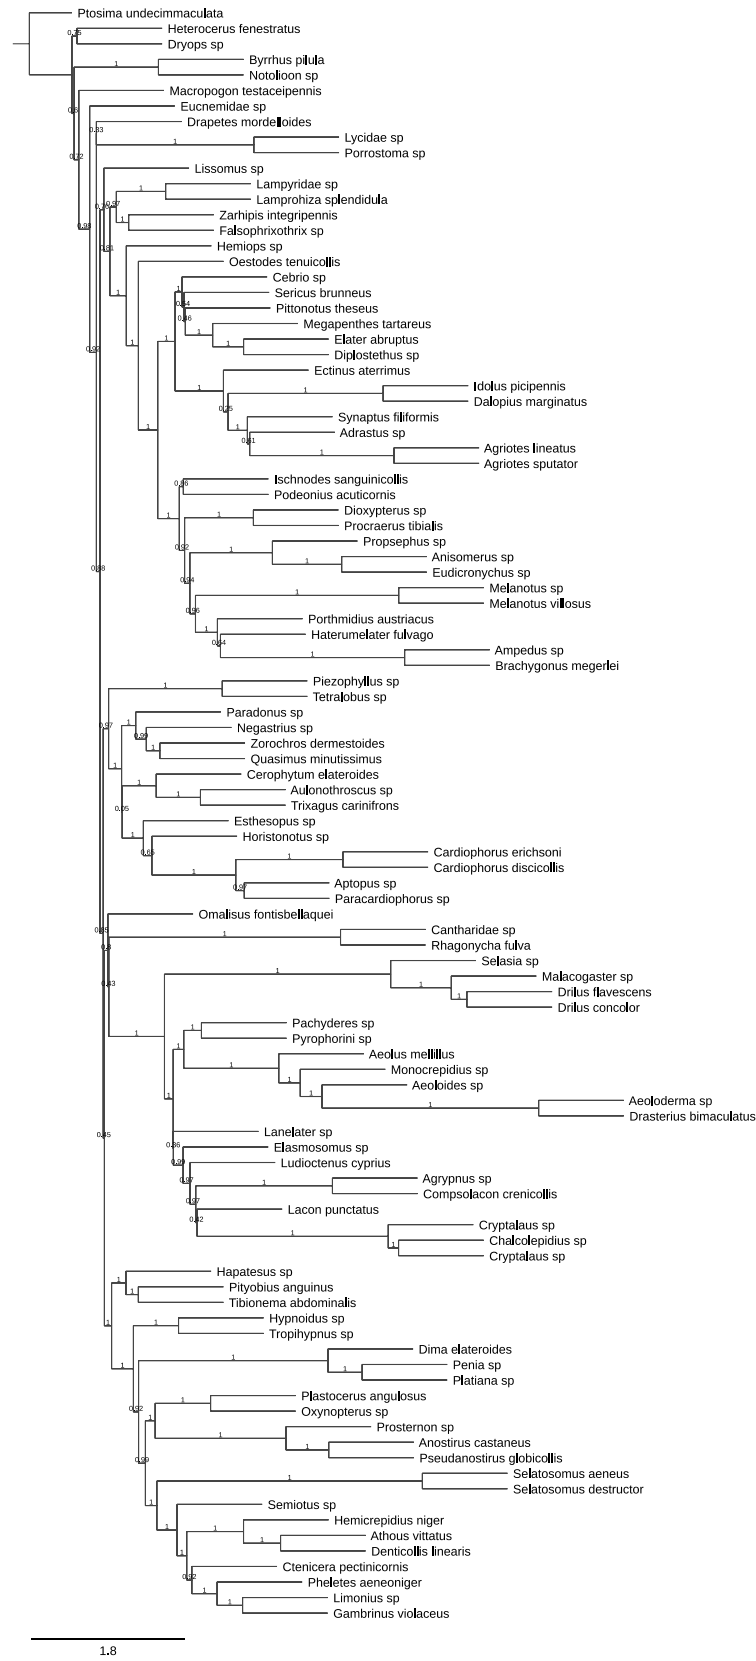 Ptosima undecimmaculata
Heterocerus fenestratus
Dryops sp
Byrrhus pilula
Notolioon sp
Macropogon testaceipennis
Eucnemidae sp
Drapetes mordelloides
Lycidae sp
Porrostoma sp
Lissomus sp
Lampyridae sp
Lamprohiza splendidula
Zarhipis integripennis
Falsophrixothrix sp
Hemiops sp
Oestodes tenuicollis
Cebrio sp
Sericus brunneus
Pittonotus theseus
Megapenthes tartareus
Elater abruptus
Diplostethus sp
Ectinus aterrimus
Idolus picipennis
Dalopius marginatus
Synaptus filiformis
Adrastus sp
Agriotes lineatus
Agriotes sputator
Ischnodes sanguinicollis
Podeonius acuticornis
Dioxypterus sp
Procraerus tibialis
Propsephus sp
Anisomerus sp
Eudicronychus sp
Melanotus sp
Melanotus villosus
Porthmidius austriacus
Haterumelater fulvago
Ampedus sp
Brachygonus megerlei
Piezophyllus sp
Tetralobus sp
Paradonus sp
Negastrius sp
Zorochros dermestoides
Quasimus minutissimus
Cerophytum elateroides
Aulonothroscus sp
Trixagus carinifrons
Esthesopus sp
Horistonotus sp
Cardiophorus erichsoni
Cardiophorus discicollis
Aptopus sp
Paracardiophorus sp
Omalisus fontisbellaquei
Cantharidae sp
Rhagonycha fulva
Selasia sp
Malacogaster sp
Drilus flavescens
Drilus concolor
Pachyderes sp
Pyrophorini sp
Aeolus mellillus
Monocrepidius sp
Aeoloides sp
Aeoloderma sp
Drasterius bimaculatus
Lanelater sp
Elasmosomus sp
Ludioctenus cyprius
Agrypnus sp
Compsolacon crenicollis
Lacon punctatus
Cryptalaus sp
Chalcolepidius sp
Cryptalaus sp
Hapatesus sp
Pityobius anguinus
Tibionema abdominalis
Hypnoidus sp
Tropihypnus sp
Dima elateroides
Penia sp
Platiana sp
Plastocerus angulosus
Oxynopterus sp
Prosternon sp
Anostirus castaneus
Pseudanostirus globicollis
Selatosomus aeneus
Selatosomus destructor
Semiotus sp
Hemicrepidius niger
Athous vittatus
Denticollis linearis
Ctenicera pectinicornis
Pheletes aeneoniger
Limonius sp
Gambrinus violaceus
1.8